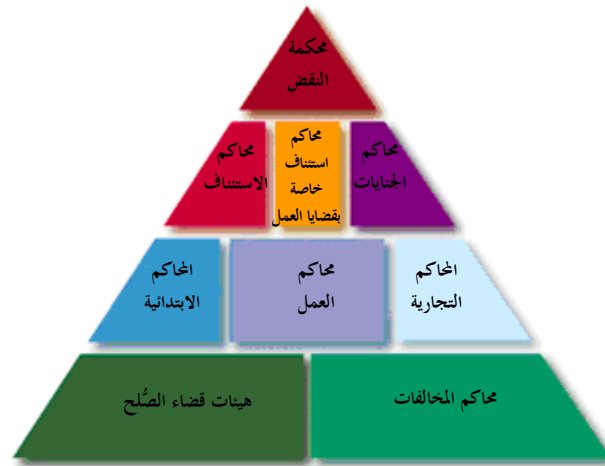 محكمة
النقض
محاكم
الجنايات
محاكم
استئناف
خاصة
بقضايا العمل
محاكم
الاستئناف
المحاكم
التجارية
محاكم
العمل
المحاكم
الابتدائية
محاكم المخالفات
هيئات قضاء الصُّلح